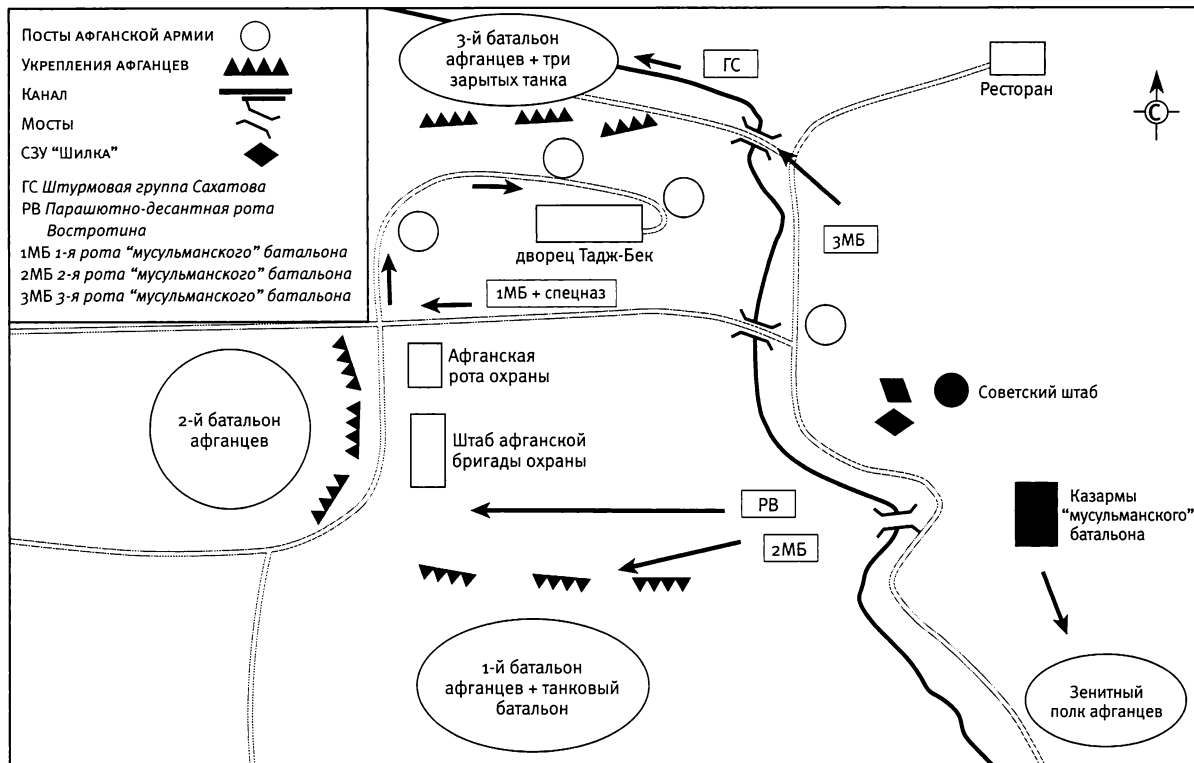 Посты афганской армии
Укрепления афганцев
Канал
Мосты
СЗУ "Шилка"
ГС Штурмовая группа Сахатова
РВ Парашютно-десантная рота
Востротина
1МБ 1-я рота "мусульманского" батальона
2МБ 2-я рота "мусульманского" батальона
3МБ 3-я рота "мусульманского" батальона
3-й батальон
афганцев + три
зарытых танка
ГС
Ресторан
С
3МБ
дворец Тадж-Бек
1МБ + спецназ
Афганская
рота охраны
2-й батальон
афганцев
Штаб афганской
бригады охраны
Советский штаб
РВ
2МБ
Казармы
"мусульманского"
батальона
1-й батальон
афганцев + танковый
батальон
Зенитный
полк афганцев